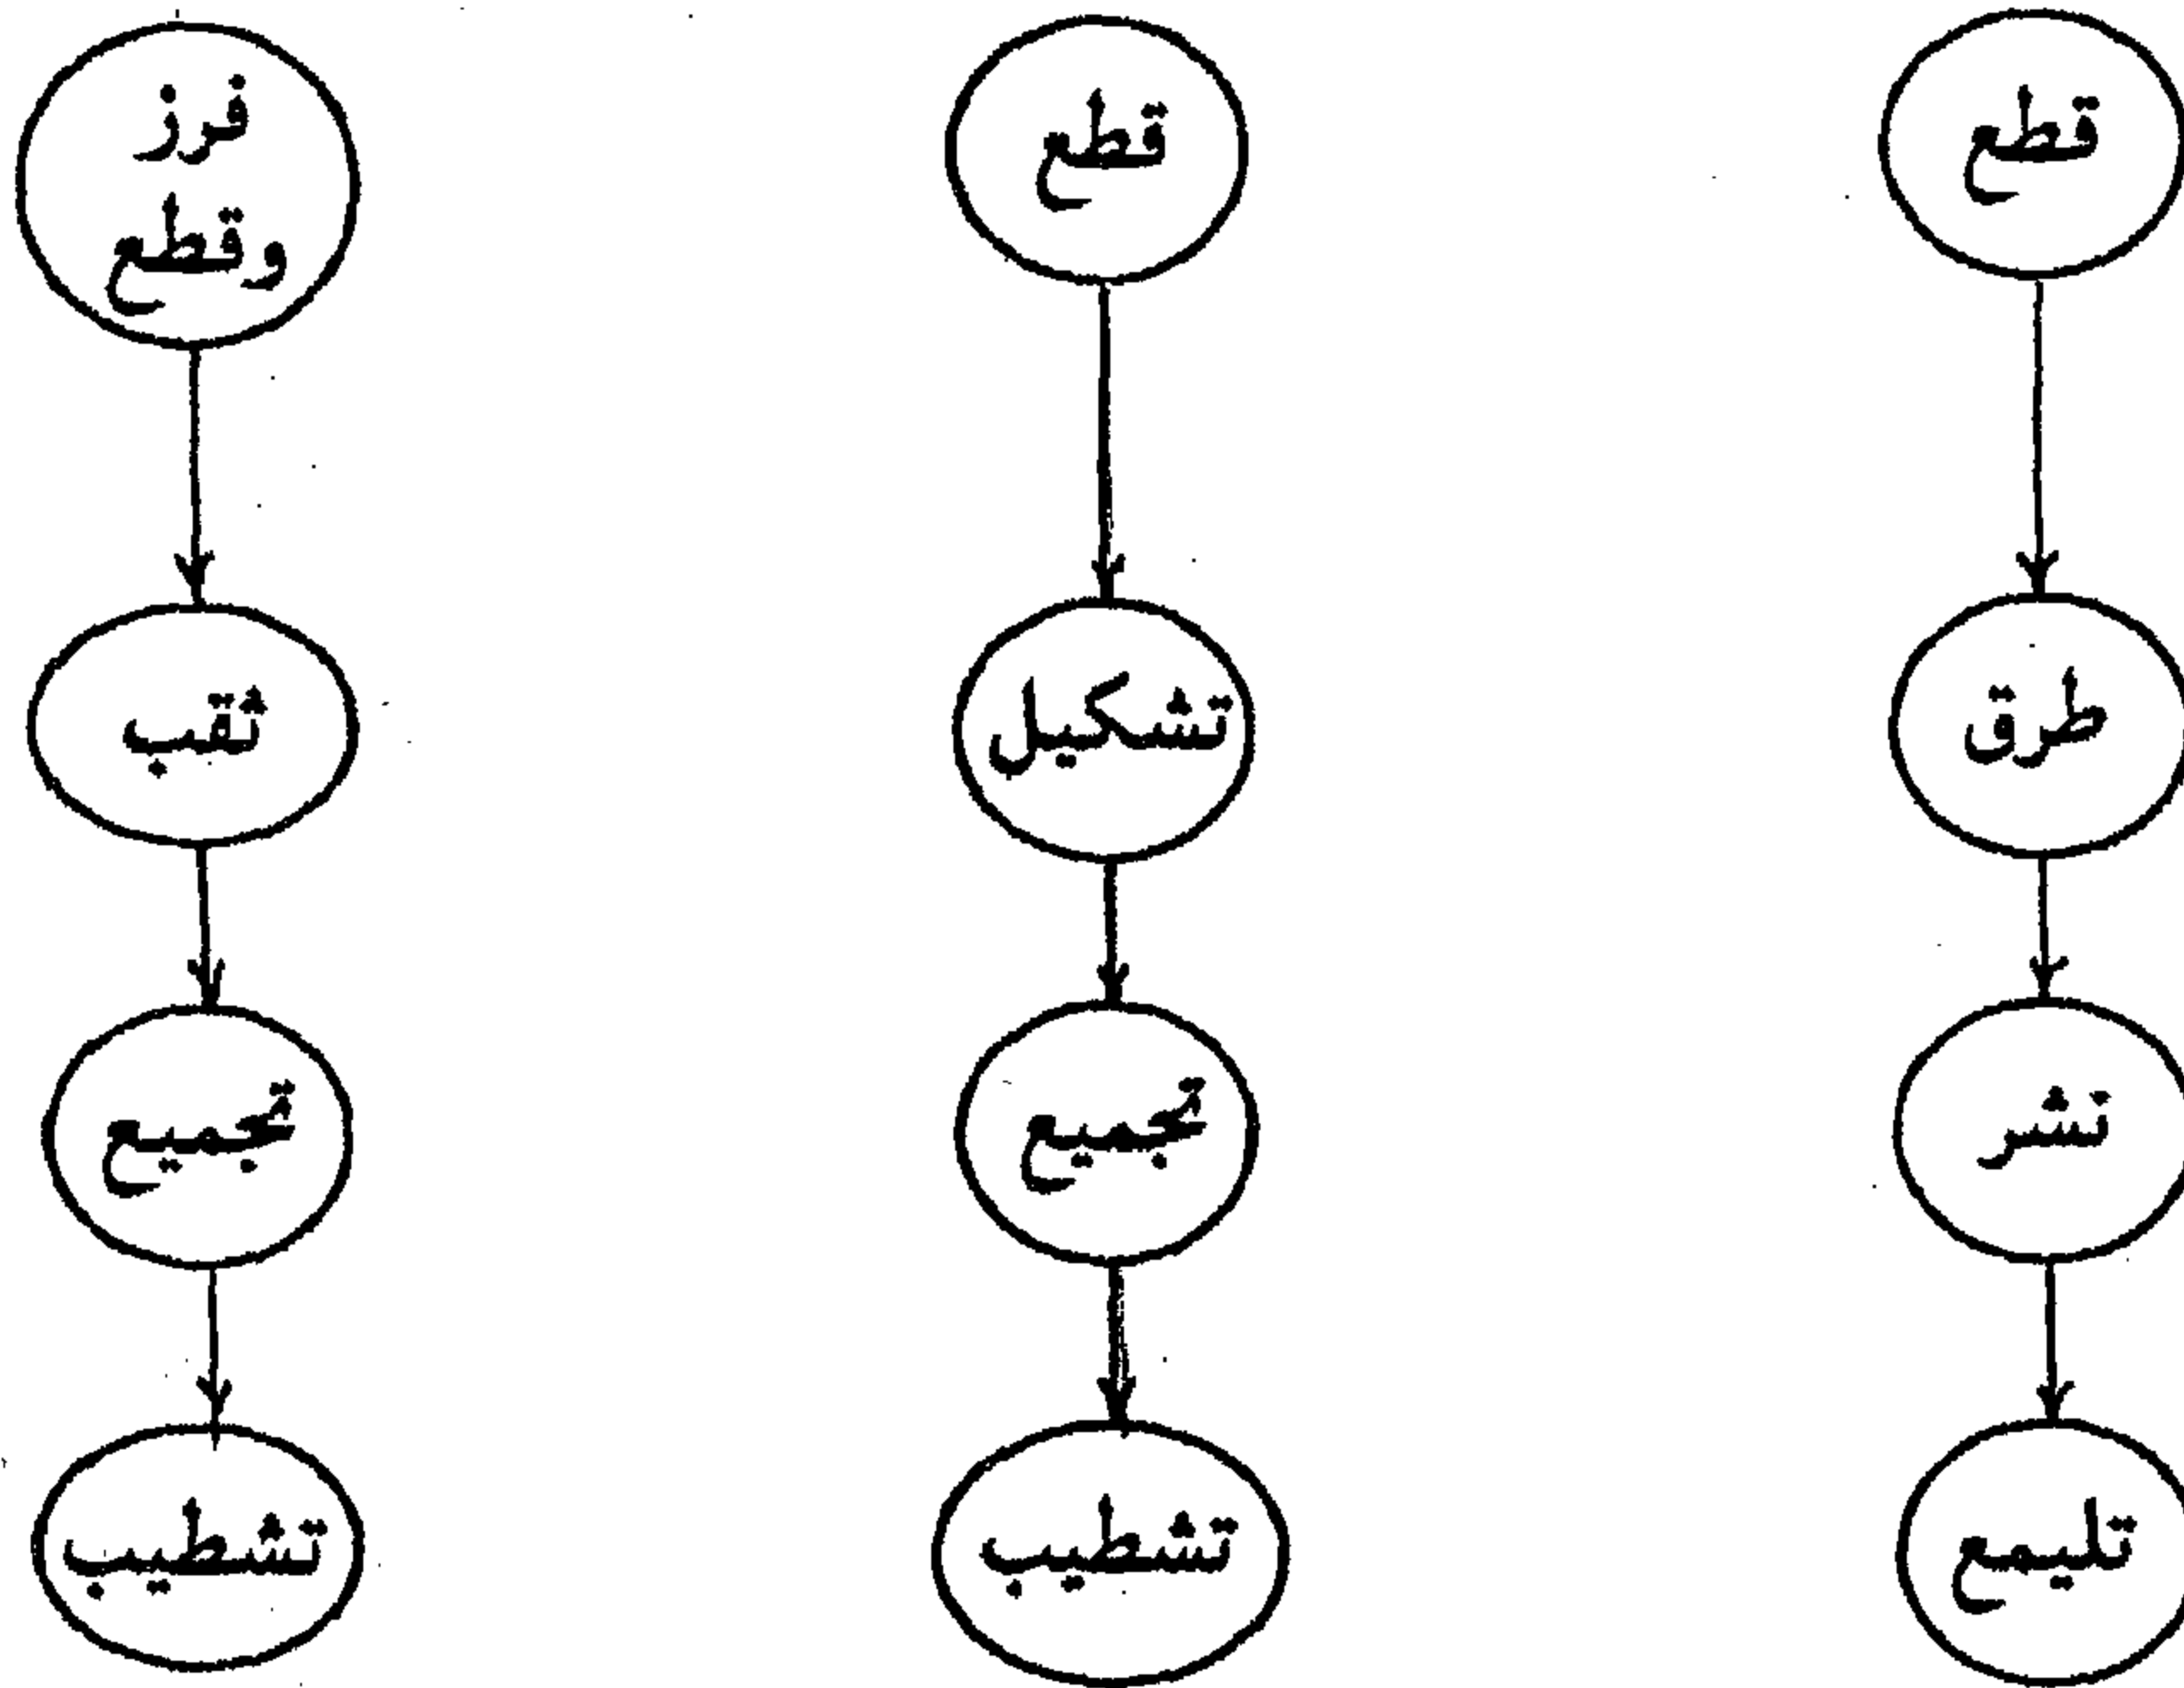 قطع
طرق
نشر
تلميع
قطع
تشكيل
تجميع
تشطيب
فرز
وقطع
ثقب
تجميع
تشطيب